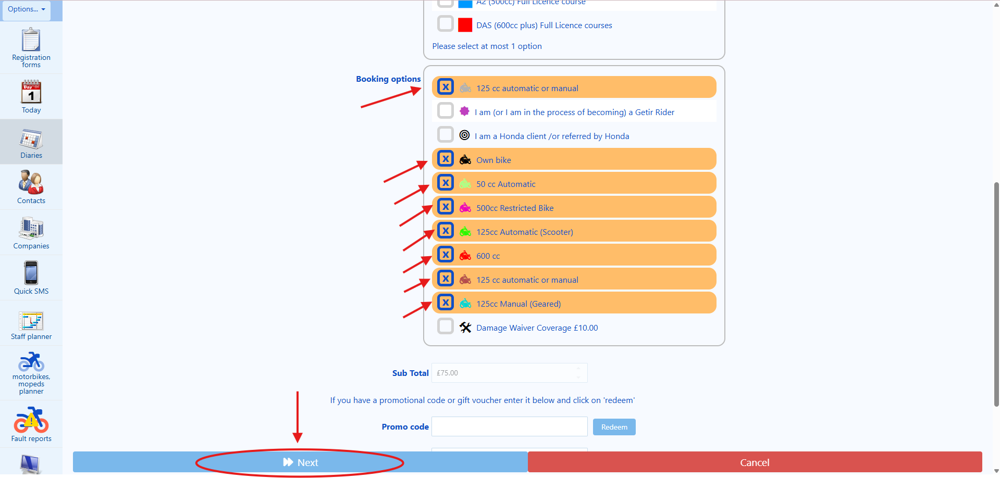 Options...
A2 (500cc) Full Licence course
DAS (600cc plus) Full Licence courses
Please select at most 1 option
Registration
forms
Day
1
Today
Diaries
Contacts
Companies
Quick SMS
Staff planner
motorbikes,
mopeds
planner
Fault reports
Booking options
X 125 cc automatic or manual
I am (or I am in the process of becoming) a Getir Rider
I am a Honda client /or referred by Honda
X Own bike
X 50 cc Automatic
X 500cc Restricted Bike
X 125cc Automatic (Scooter)
X 600 cc
X 125 cc automatic or manual
X 125cc Manual (Geared)
Damage Waiver Coverage £10.00
Sub Total £75.00
If you have a promotional code or gift voucher enter it below and click on 'redeem'
Promo code Redeem
Next Cancel